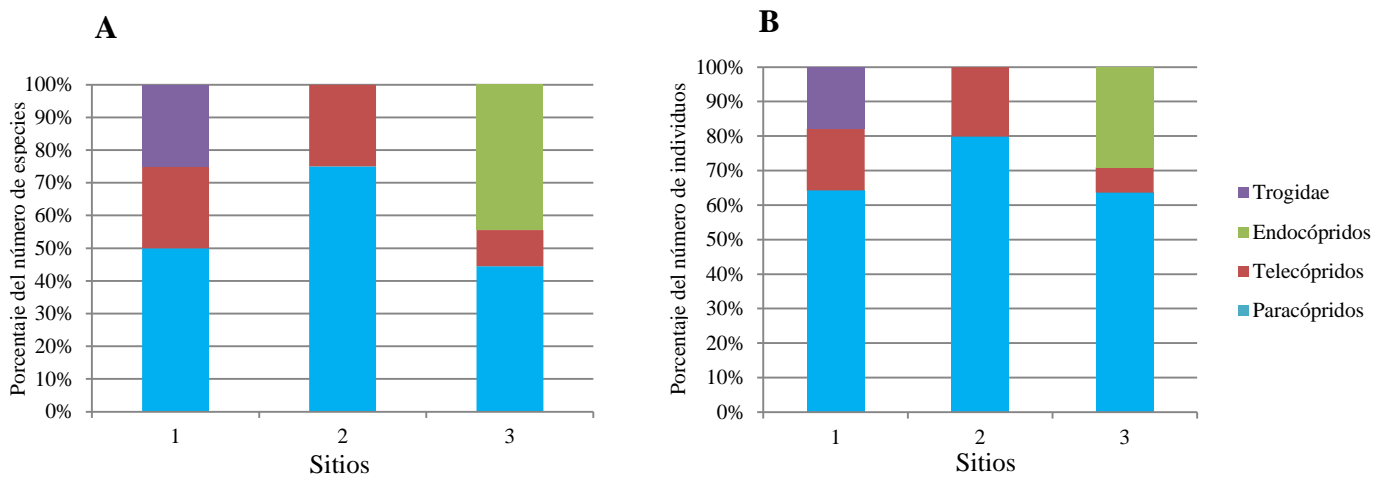 A
Porcentaje del número de especies
100%
90%
80%
70%
60%
50%
40%
30%
20%
10%
0%
1 2 3
Sitios
B
Porcentaje del número de individuos
100%
90%
80%
70%
60%
50%
40%
30%
20%
10%
0%
1 2 3
Sitios
Trogidae
Endocópridos
Telecópridos
Paracópridos